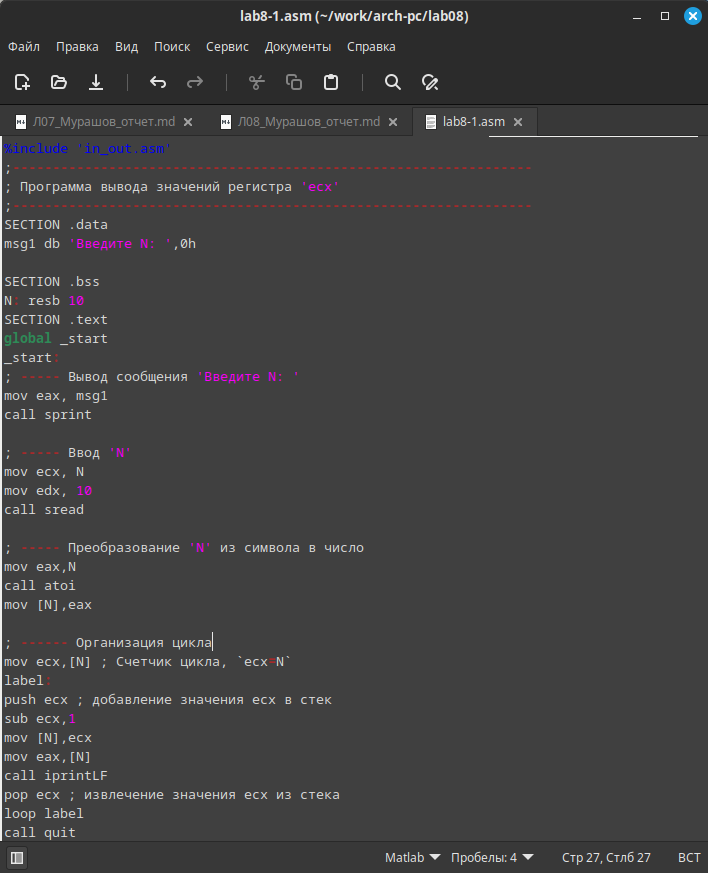 lab8-1.asm (~/work/arch-pc/lab08)
Файл Правка Вид Поиск Сервис Документы Справка
Л07_Мурашов_отчет.md Л08_Мурашов_отчет.md lab8-1.asm
%include 'in_out.asm'
;-----------------------------------------------------------------
; Программа вывода значений регистра 'ecx'
;-----------------------------------------------------------------
SECTION .data
msg1 db 'Введите N: ',0h
SECTION .bss
N: resb 10
SECTION .text
global _start
_start:
; ----- Вывод сообщения 'Введите N: '
mov eax, msg1
call sprint
; ----- Ввод 'N'
mov ecx, N
mov edx, 10
call sread
; ----- Преобразование 'N' из символа в число
mov eax,N
call atoi
mov [N],eax
; ------ Организация цикла
mov ecx,[N] ; Счетчик цикла, `ecx=N`
label:
push ecx ; добавление значения ecx в стек
sub ecx,1
mov [N],ecx
mov eax,[N]
call iprintLF
pop ecx ; извлечение значения ecx из стека
loop label
call quit
Matlab Пробелы: 4 Стр 27, Стлб 27 ВСТ